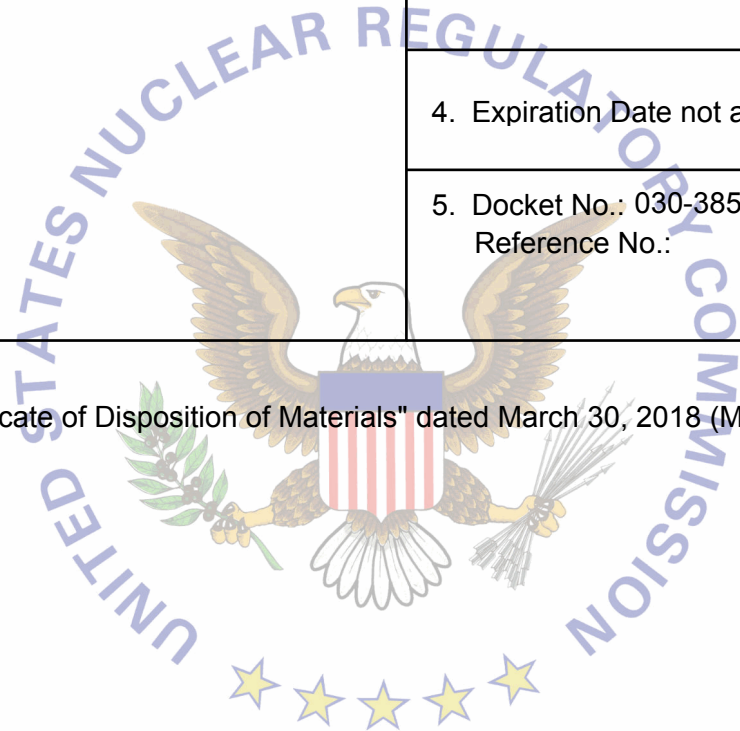 UNITED STATES NUCLEAR REGULATORY COMMISSION
4. Expiration Date not a
5. Docket No.: 030-385
Reference No.:
cate of Disposition of Materials" dated March 30, 2018 (M